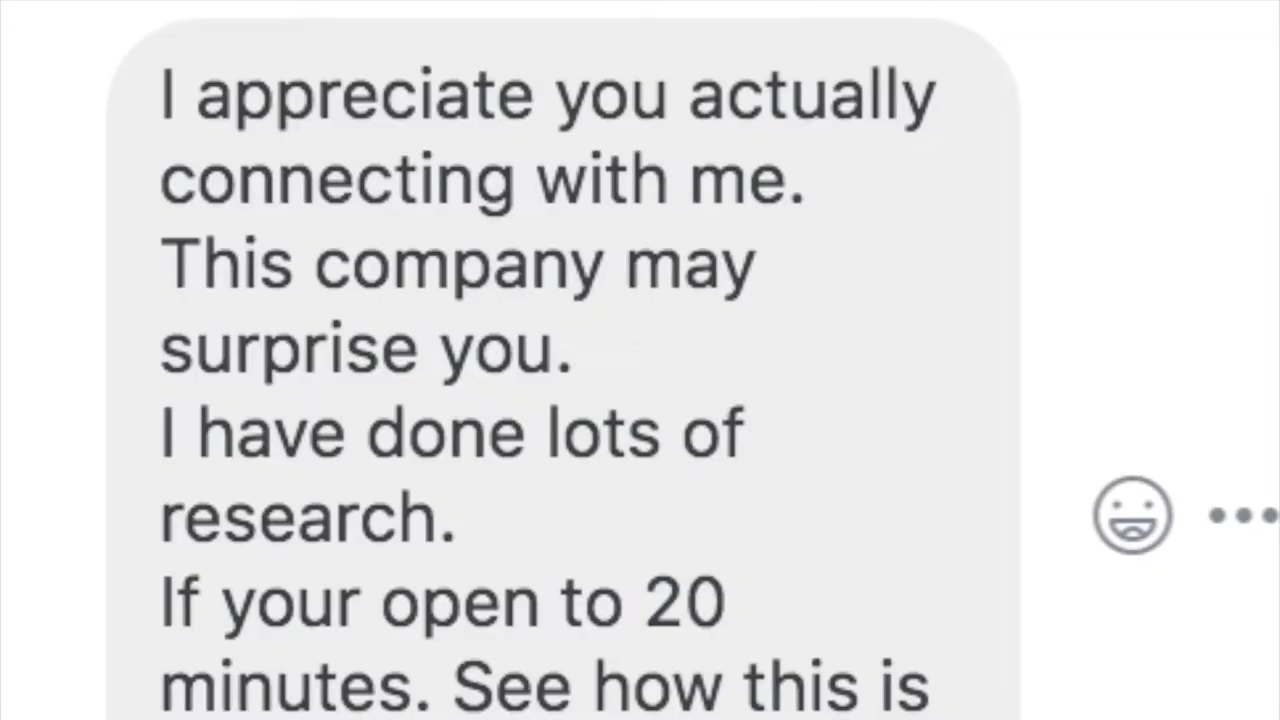 I appreciate you actually
connecting with me.
This company may
surprise you.
I have done lots of
research.
If your open to 20
minutes. See how this is